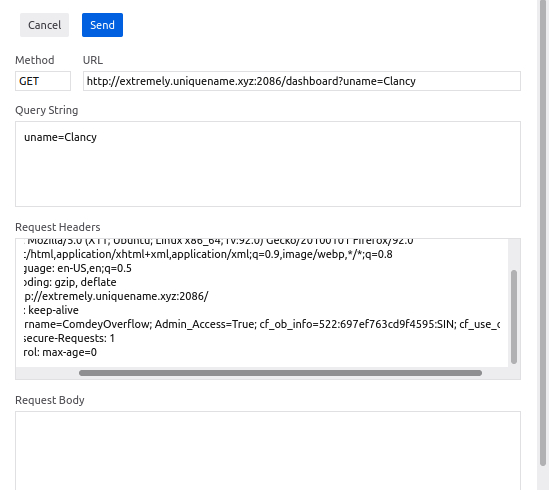 Cancel Send
Method URL
GET http://extremely.uniquename.xyz:2086/dashboard?uname=Clancy
Query String
uname=Clancy
Request Headers
Mozilla/5.0 (X11; Ubuntu; Linux x86_64; rv:92.0) Gecko/20100101 Firefox/92.0
:/html,application/xhtml+xml,application/xml;q=0.9,image/webp,*/*;q=0.8
guage: en-US,en;q=0.5
oding: gzip, deflate
p://extremely.uniquename.xyz:2086/
: keep-alive
rname=ComdeyOverflow; Admin_Access=True; cf_ob_info=522:697ef763cd9f4595:SIN; cf_use_c
secure-Requests: 1
rol: max-age=0
Request Body